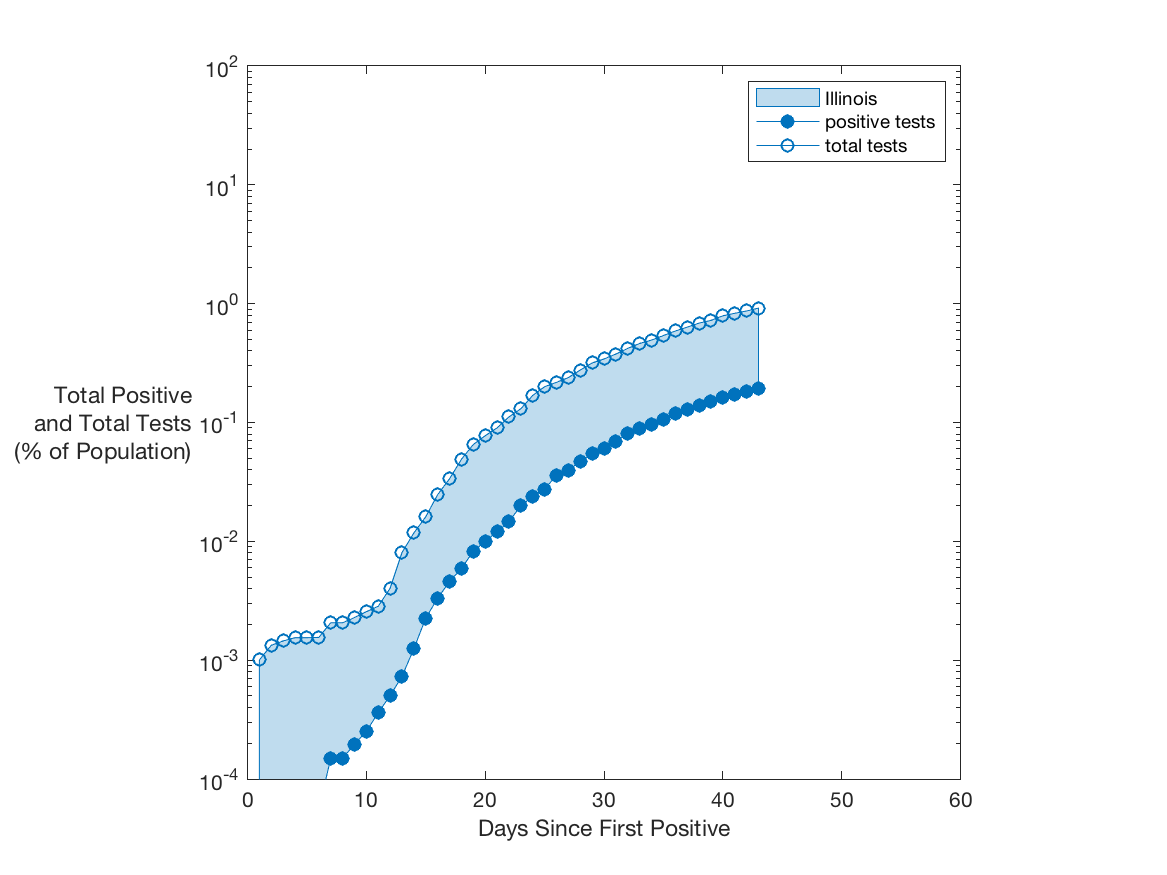 10^2
10^1
10^0
10^-1
10^-2
10^-3
10^-4
Total Positive
and Total Tests
(% of Population)
Illinois
positive tests
total tests
0 10 20 30 40 50 60
Days Since First Positive